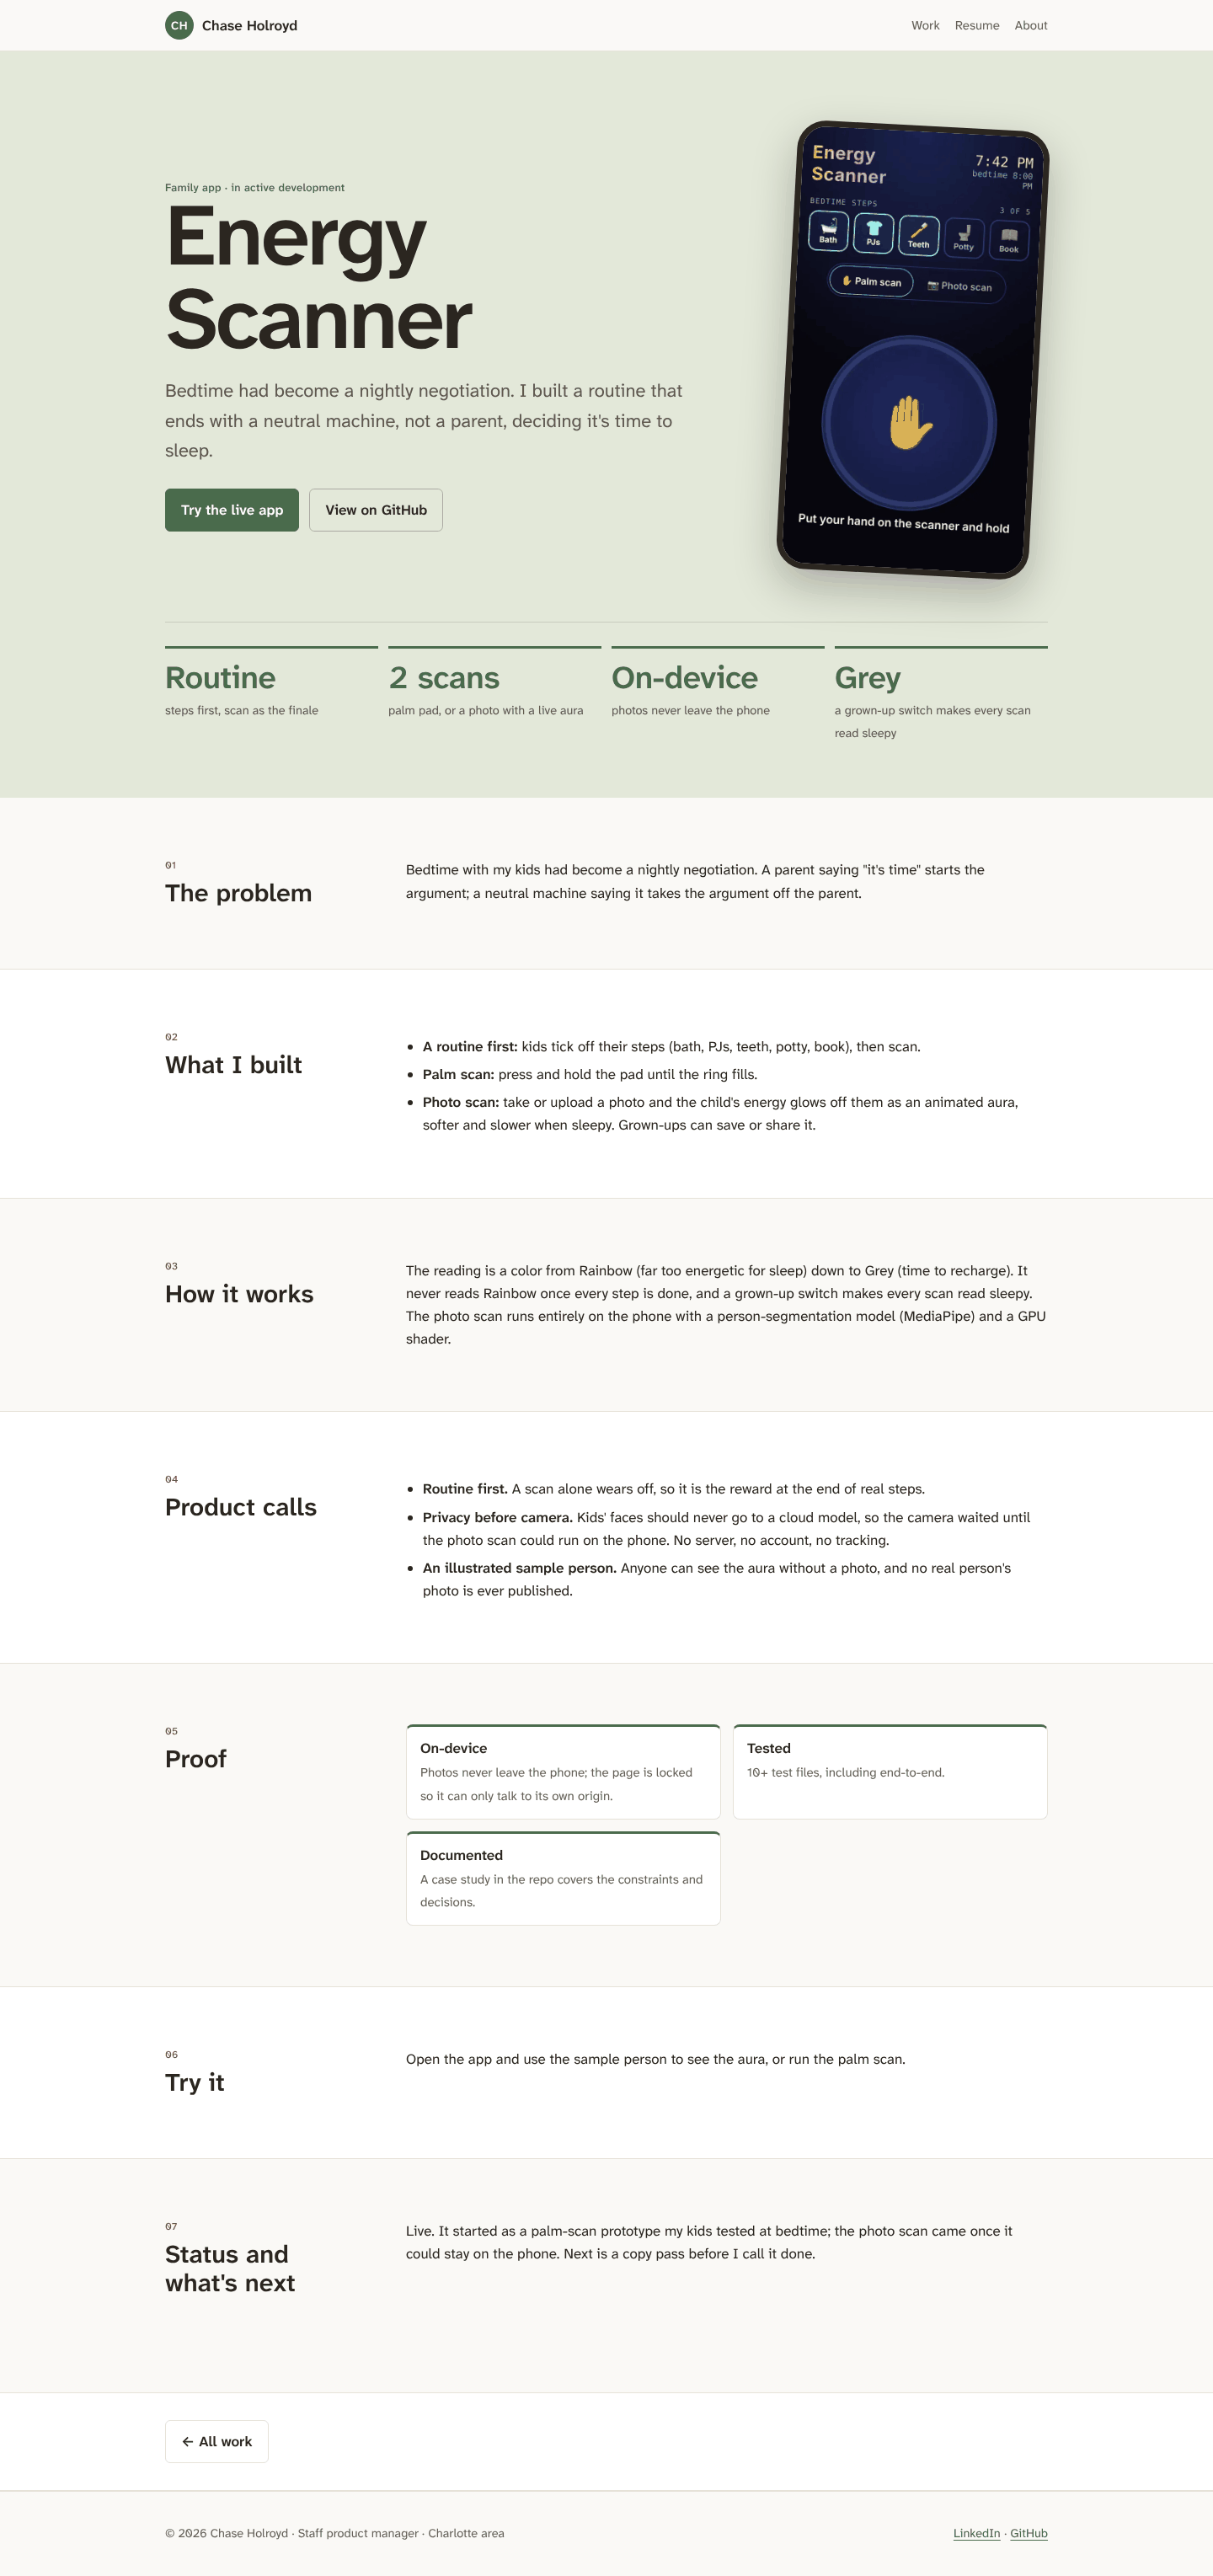 CH Chase Holroyd
Work Resume About
Family app · in active development
Energy
Scanner
Bedtime had become a nightly negotiation. I built a routine that
ends with a neutral machine, not a parent, deciding it's time to
sleep.
Try the live app
View on GitHub
Energy
Scanner
7:42 PM
bedtime 8:00
PM
BEDTIME STEPS
3 OF 5
Bath
PJs
Teeth
Potty
Book
Palm scan
Photo scan
Put your hand on the scanner and hold
Routine
steps first, scan as the finale
2 scans
palm pad, or a photo with a live aura
On-device
photos never leave the phone
Grey
a grown-up switch makes every scan
read sleepy
01
The problem
Bedtime with my kids had become a nightly negotiation. A parent saying "it's time" starts the
argument; a neutral machine saying it takes the argument off the parent.
02
What I built
• A routine first: kids tick off their steps (bath, PJs, teeth, potty, book), then scan.
• Palm scan: press and hold the pad until the ring fills.
• Photo scan: take or upload a photo and the child's energy glows off them as an animated aura,
softer and slower when sleepy. Grown-ups can save or share it.
03
How it works
The reading is a color from Rainbow (far too energetic for sleep) down to Grey (time to recharge). It
never reads Rainbow once every step is done, and a grown-up switch makes every scan read sleepy.
The photo scan runs entirely on the phone with a person-segmentation model (MediaPipe) and a GPU
shader.
04
Product calls
• Routine first. A scan alone wears off, so it is the reward at the end of real steps.
• Privacy before camera. Kids' faces should never go to a cloud model, so the camera waited until
the photo scan could run on the phone. No server, no account, no tracking.
• An illustrated sample person. Anyone can see the aura without a photo, and no real person's
photo is ever published.
05
Proof
On-device
Photos never leave the phone; the page is locked
so it can only talk to its own origin.
Tested
10+ test files, including end-to-end.
Documented
A case study in the repo covers the constraints and
decisions.
06
Try it
Open the app and use the sample person to see the aura, or run the palm scan.
07
Status and
what's next
Live. It started as a palm-scan prototype my kids tested at bedtime; the photo scan came once it
could stay on the phone. Next is a copy pass before I call it done.
← All work
© 2026 Chase Holroyd · Staff product manager · Charlotte area
LinkedIn · GitHub